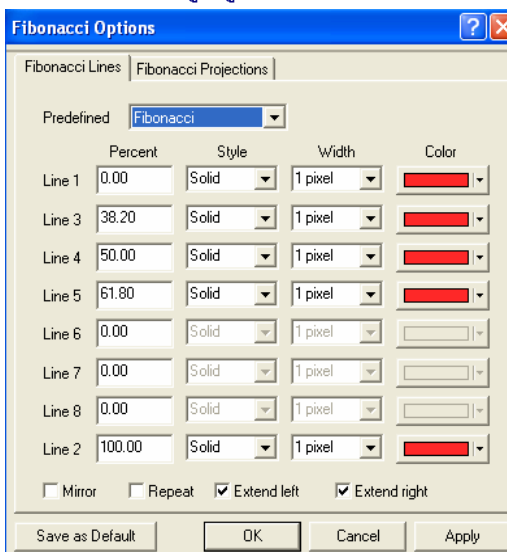 Fibonacci Options
Fibonacci Lines Fibonacci Projections
Predefined Fibonacci
Percent Style Width Color
Line 1 0.00 Solid 1 pixel
Line 3 38.20 Solid 1 pixel
Line 4 50.00 Solid 1 pixel
Line 5 61.80 Solid 1 pixel
Line 6 0.00 Solid 1 pixel
Line 7 0.00 Solid 1 pixel
Line 8 0.00 Solid 1 pixel
Line 2 100.00 Solid 1 pixel
Mirror Repeat Extend left Extend right
Save as Default OK Cancel Apply